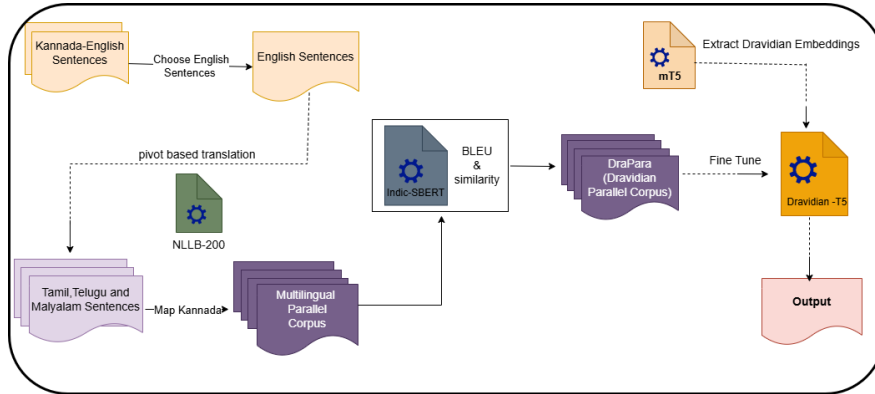 Kannada-English
Sentences
Choose English
Sentences
English Sentences
mT5
Extract Dravidian Embeddings
pivot based translation
NLLB-200
Indic-SBERT
BLEU
&
similarity
DraPara
(Dravidian
Parallel Corpus)
Fine Tune
Dravidian -T5
Tamil,Telugu and
Malyalam Sentences
Map Kannada
Multilingual
Parallel
Corpus
Output